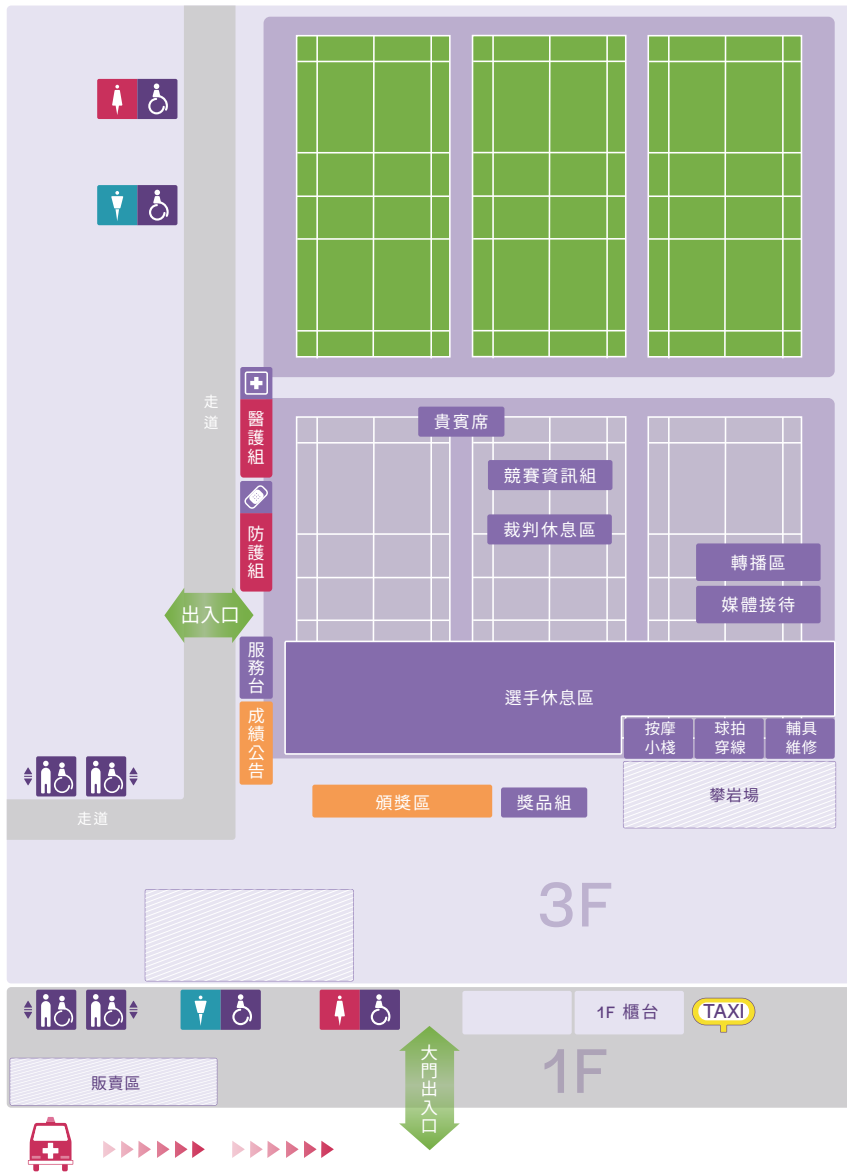 走道
醫護組
貴賓席
競賽資訊組
裁判休息區
防護組
轉播區
媒體接待
出入口
服務台
選手休息區
成績公告
按摩
小棧
球拍
穿線
輔具
維修
頒獎區
獎品組
攀岩場
走道
3F
1F 櫃台
TAXI
大門出入口
1F
販賣區